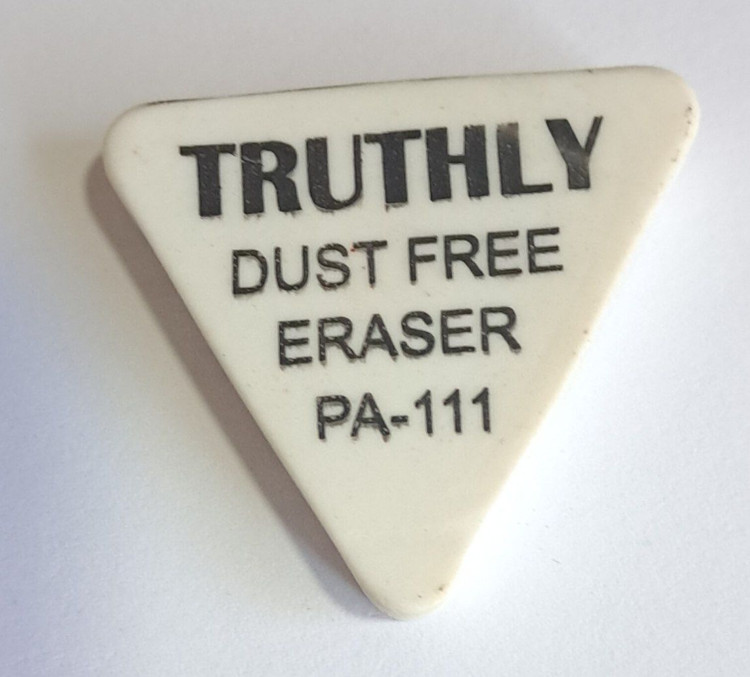 TRUTHLY
DUST FREE
ERASER
PA-111